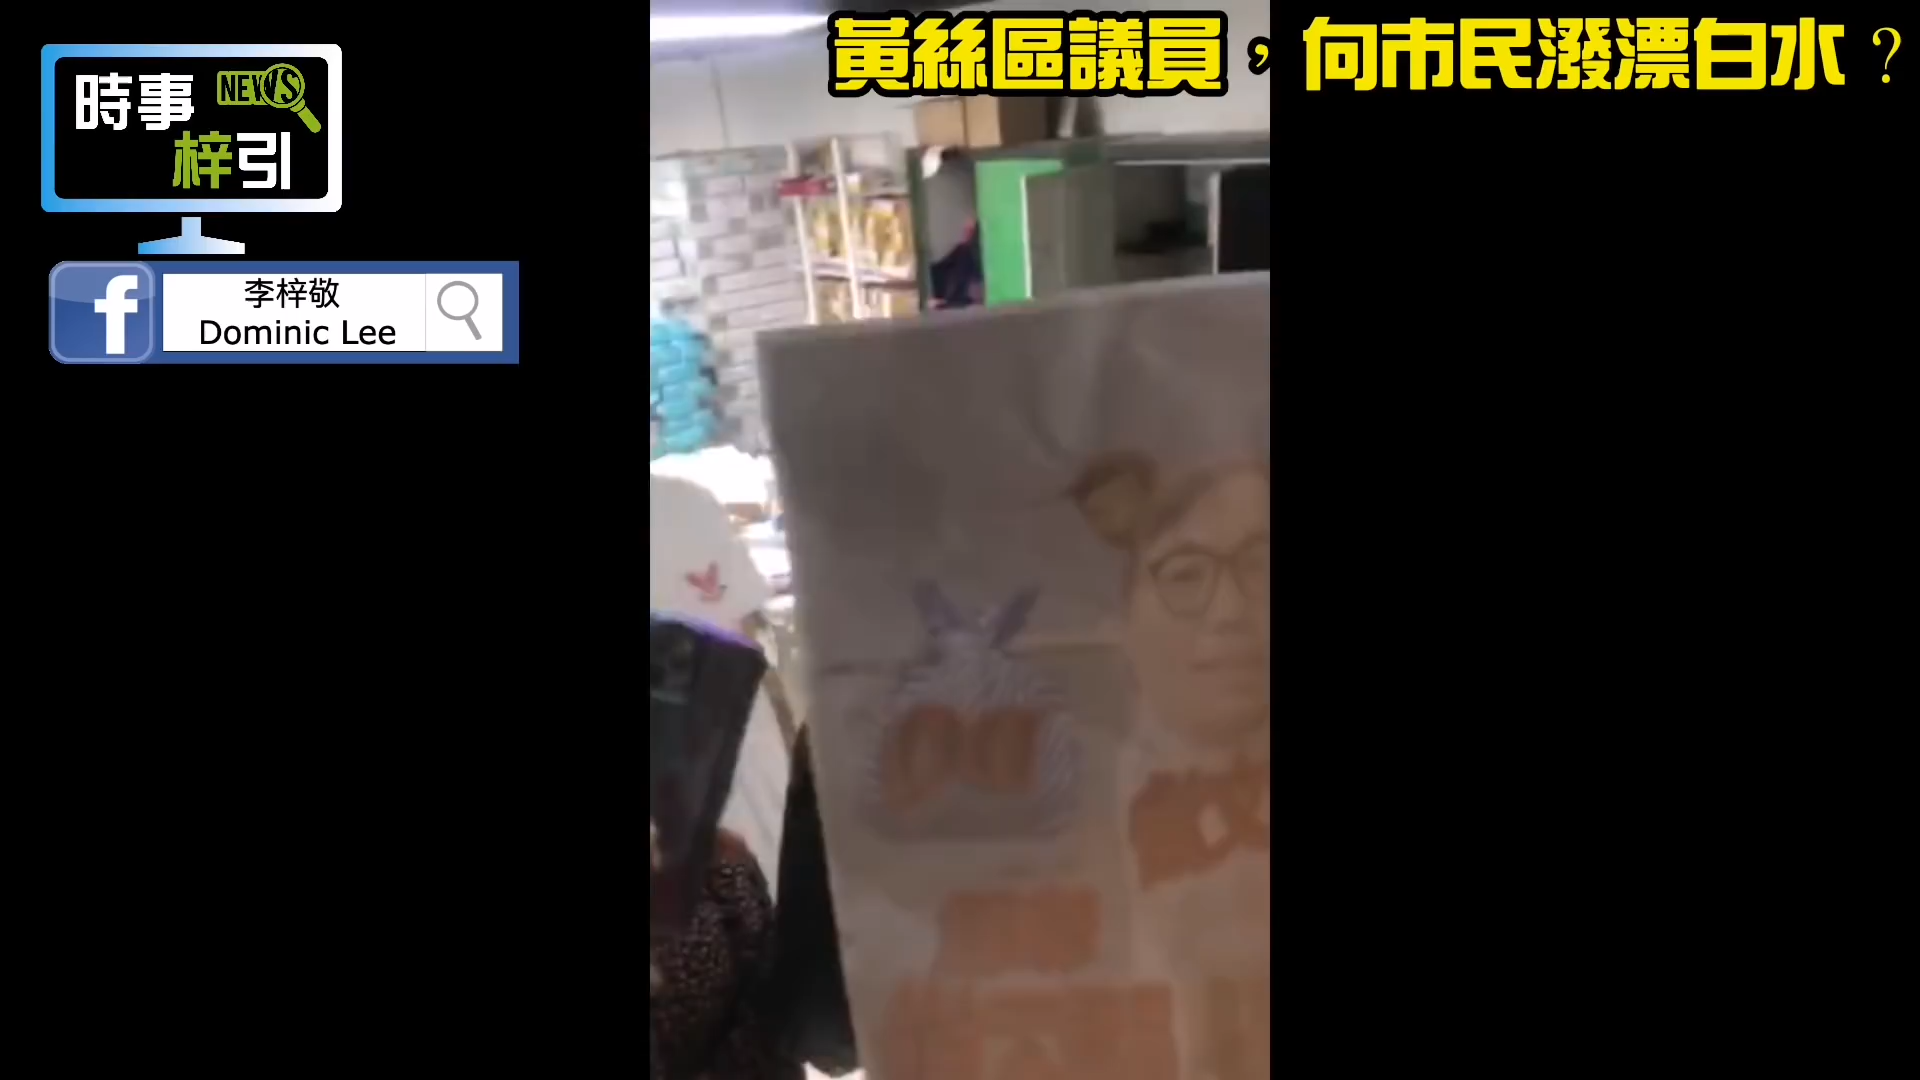 黃絲區議員，向市民潑漂白水？
時事 NEWS
梓引
f
李梓敬
Dominic Lee